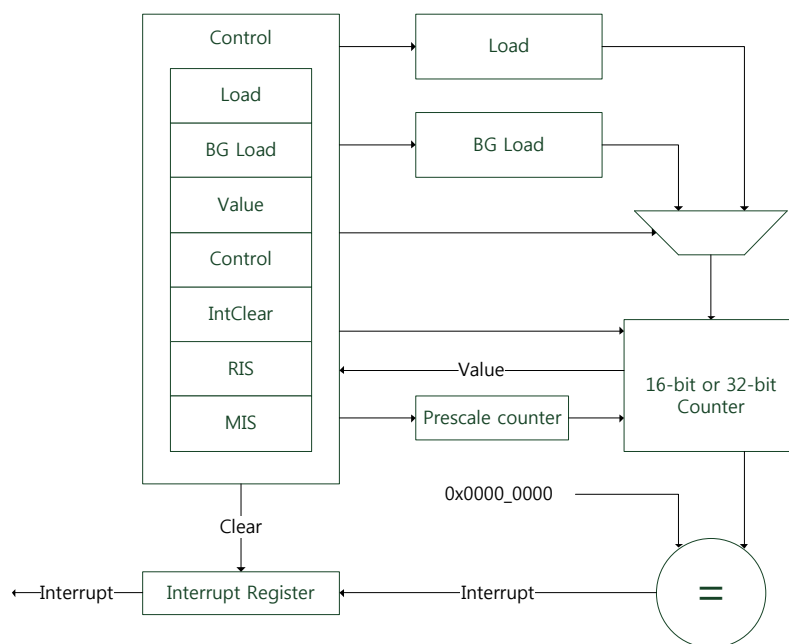 Control
Load
BG Load
Value
Control
IntClear
RIS
MIS
Load
BG Load
Value
Prescale counter
16-bit or 32-bit
Counter
0x0000_0000
Clear
Interrupt
Interrupt Register
Interrupt
=